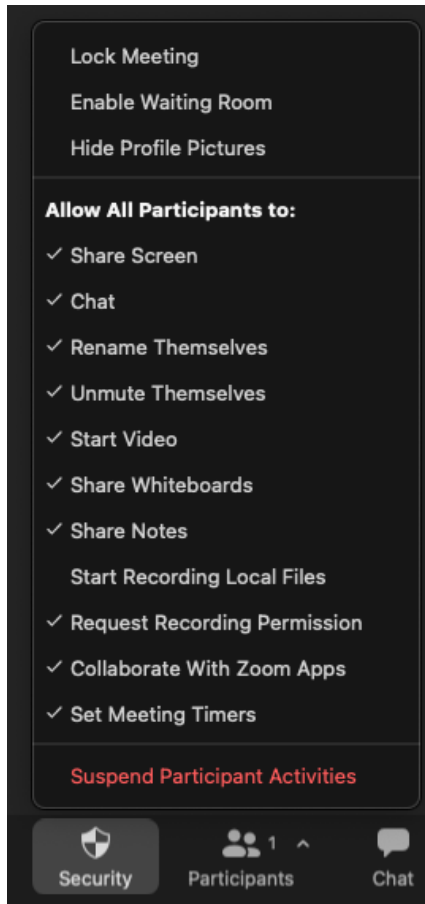 Lock Meeting
Enable Waiting Room
Hide Profile Pictures
Allow All Participants to:
Share Screen
Chat
Rename Themselves
Unmute Themselves
Start Video
Share Whiteboards
Share Notes
Start Recording Local Files
Request Recording Permission
Collaborate With Zoom Apps
Set Meeting Timers
Suspend Participant Activities
1
Security Participants Chat